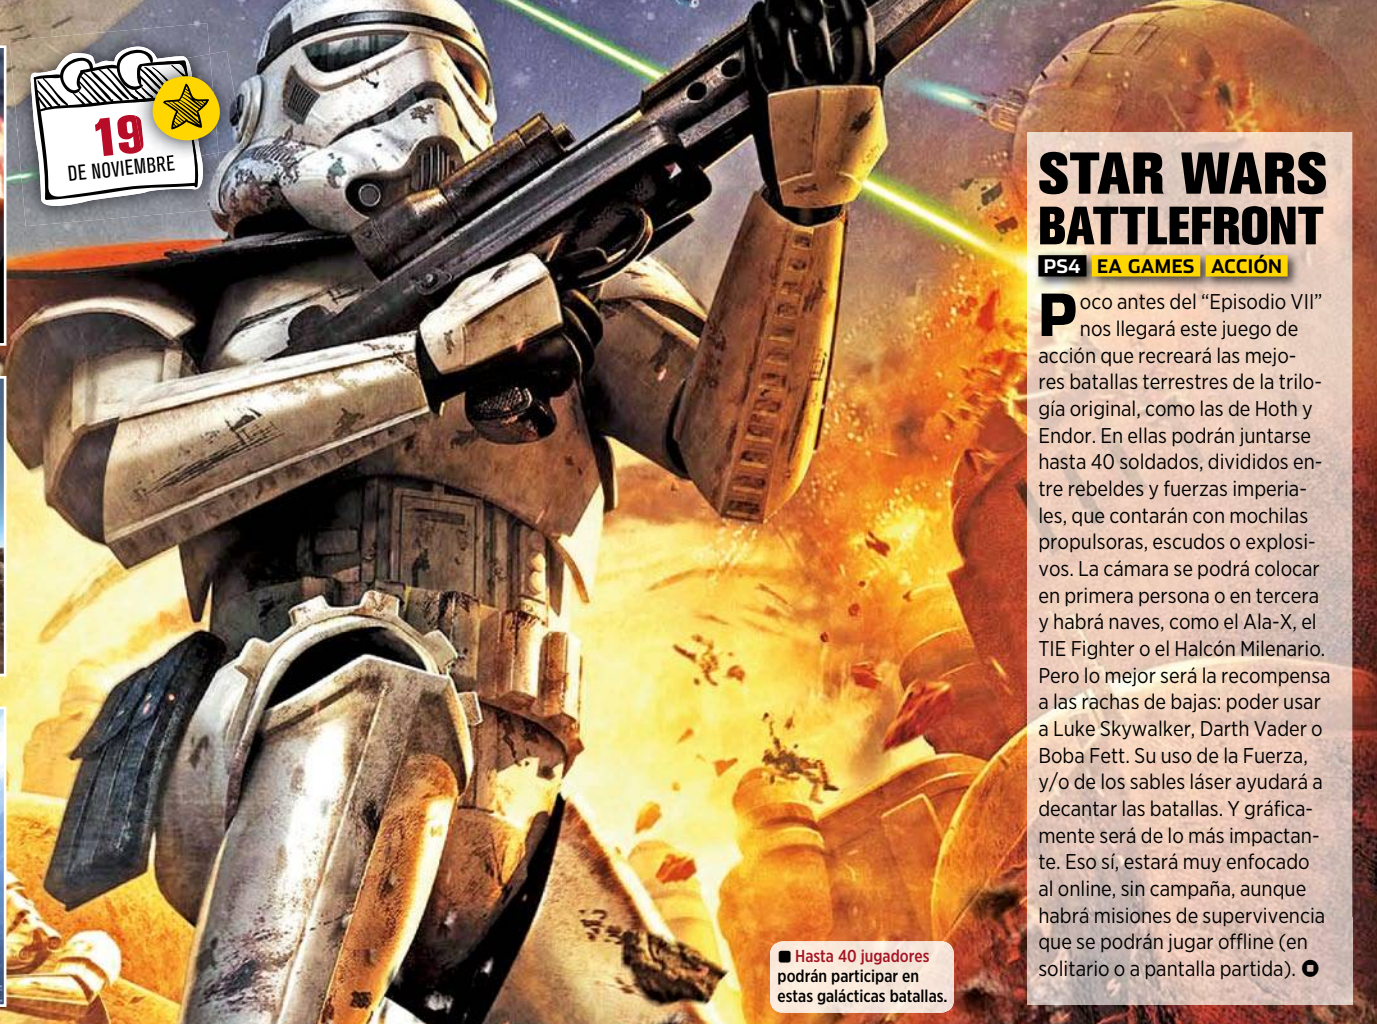 19
DE NOVIEMBRE
STAR WARS
BATTLEFRONT
PS4 EA GAMES ACCIÓN
Poco antes del “Episodio VII”
nos llegará este juego de
acción que recreará las mejo-
res batallas terrestres de la trilo-
gía original, como las de Hoth y
Endor. En ellas podrán juntarse
hasta 40 soldados, divididos en-
tre rebeldes y fuerzas imperia-
les, que contarán con mochilas
propulsoras, escudos o explosi-
vos. La cámara se podrá colocar
en primera persona o en tercera
y habrá naves, como el Ala-X, el
TIE Fighter o el Halcón Milenario.
Pero lo mejor será la recompensa
a las rachas de bajas: poder usar
a Luke Skywalker, Darth Vader o
Boba Fett. Su uso de la Fuerza,
y/o de los sables láser ayudará a
decantar las batallas. Y gráfica-
mente será de lo más impactan-
te. Eso sí, estará muy enfocado
al online, sin campaña, aunque
habrá misiones de supervivencia
que se podrán jugar offline (en
solitario o a pantalla partida).
Hasta 40 jugadores
podrán participar en
estas galácticas batallas.